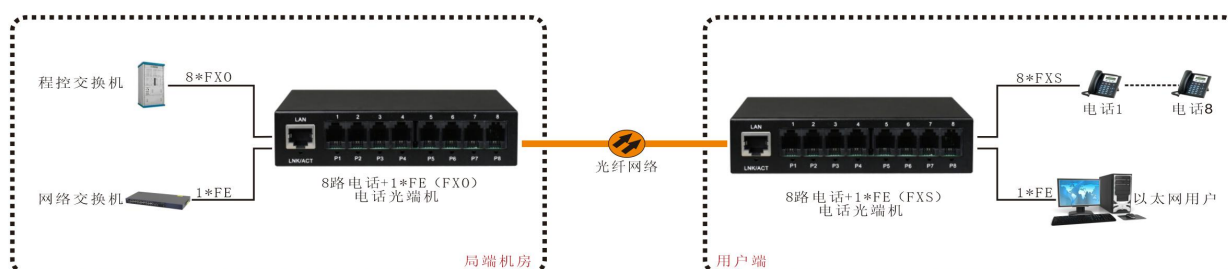 程控交换机
8*FXO
网络交换机
1*FE
LAN
LNK/ACT
1 2 3 4 5 6 7 8
P1 P2 P3 P4 P5 P6 P7 P8
8路电话+1*FE(FXO)
电话光端机
局端机房
光纤网络
LAN
LNK/ACT
1 2 3 4 5 6 7 8
P1 P2 P3 P4 P5 P6 P7 P8
8路电话+1*FE(FXS)
电话光端机
用户端
8*FXS
电话1
电话8
1*FE
以太网用户